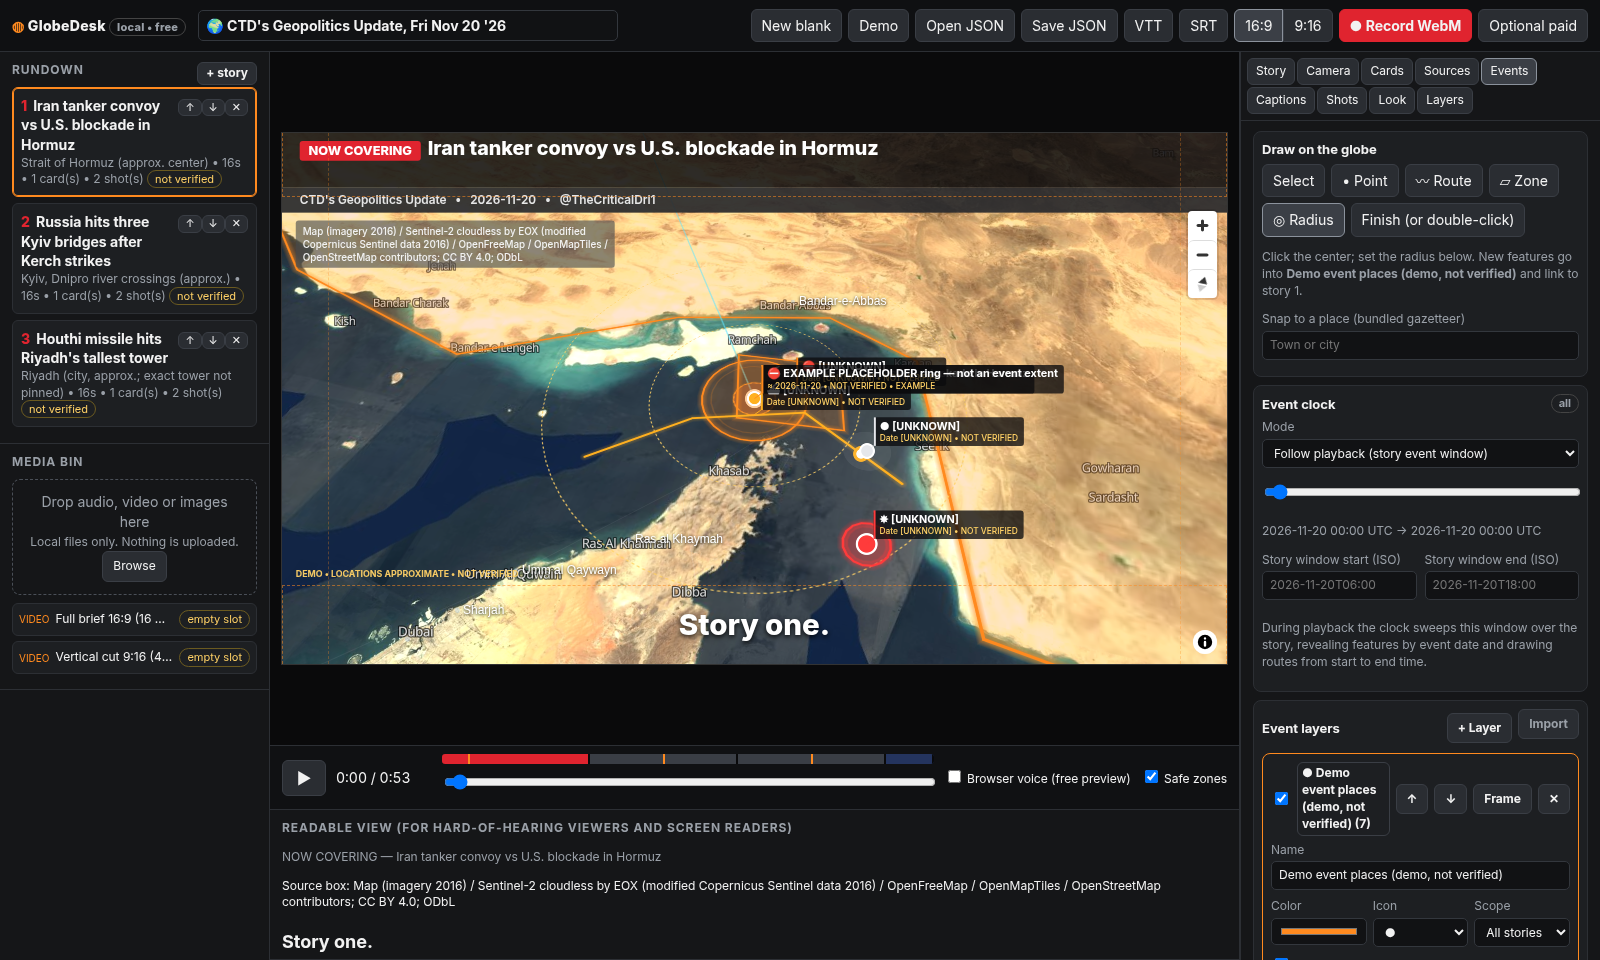 GlobeDesk local • free
🌍 CTD's Geopolitics Update, Fri Nov 20 '26
New blank Demo Open JSON Save JSON VTT SRT 16:9 9:16 Record WebM Optional paid
RUNDOWN
+ story
1 Iran tanker convoy
vs U.S. blockade in
Hormuz
Strait of Hormuz (approx. center) • 16s
• 1 card(s) • 2 shot(s) not verified
2 Russia hits three
Kyiv bridges after
Kerch strikes
Kyiv, Dnipro river crossings (approx.) •
16s • 1 card(s) • 2 shot(s) not verified
3 Houthi missile hits
Riyadh's tallest tower
Riyadh (city, approx.; exact tower not
pinned) • 16s • 1 card(s) • 2 shot(s)
not verified
MEDIA BIN
Drop audio, video or images
here
Local files only. Nothing is uploaded.
Browse
VIDEO Full brief 16:9 (16 ... empty slot
VIDEO Vertical cut 9:16 (4... empty slot
NOW COVERING Iran tanker convoy vs U.S. blockade in Hormuz
CTD's Geopolitics Update • 2026-11-20 • @TheCriticalDri1
Map (imagery 2016) / Sentinel-2 cloudless by EOX (modified
Copernicus Sentinel data 2016) / OpenFreeMap / OpenMapTiles /
OpenStreetMap contributors; CC BY 4.0; ODbL
Jenah
Bandar Charak
Kish
Bandar-e Lengeh
Bandar Abbas
Bandar-e-Abbas
Ramchah
[UNKNOWN]
⛔ EXAMPLE PLACEHOLDER ring — not an event extent
≈ 2026-11-20 • NOT VERIFIED • EXAMPLE
[UNKNOWN]
Date [UNKNOWN] • NOT VERIFIED
● [UNKNOWN]
Date [UNKNOWN] • NOT VERIFIED
Khasab
Gowharan
Sardasht
[UNKNOWN]
Date [UNKNOWN] • NOT VERIFIED
Ras Al Khaimah
Ras al Khaymah
DEMO • LOCATIONS APPROXIMATE • NOT VERIFIED
Umm Al Quwain
Umm al Qaywayn
Dibba
Sharjah
Dubai
Story one.
0:00 / 0:53
Browser voice (free preview) Safe zones
READABLE VIEW (FOR HARD-OF-HEARING VIEWERS AND SCREEN READERS)
NOW COVERING — Iran tanker convoy vs U.S. blockade in Hormuz
Source box: Map (imagery 2016) / Sentinel-2 cloudless by EOX (modified Copernicus Sentinel data 2016) / OpenFreeMap / OpenMapTiles / OpenStreetMap
contributors; CC BY 4.0; ODbL
Story one.
Story Camera Cards Sources Events
Captions Shots Look Layers
Draw on the globe
Select • Point Route Zone
◎ Radius Finish (or double-click)
Click the center; set the radius below. New features go
into Demo event places (demo, not verified) and link to
story 1.
Snap to a place (bundled gazetteer)
Town or city
Event clock all
Mode
Follow playback (story event window)
2026-11-20 00:00 UTC → 2026-11-20 00:00 UTC
Story window start (ISO) Story window end (ISO)
2026-11-20T06:00 2026-11-20T18:00
During playback the clock sweeps this window over the
story, revealing features by event date and drawing
routes from start to end time.
Event layers + Layer Import
● Demo
event places
(demo, not
verified) (7)
↑ ↓ Frame ✕
Name
Demo event places (demo, not verified)
Color Icon Scope
● All stories